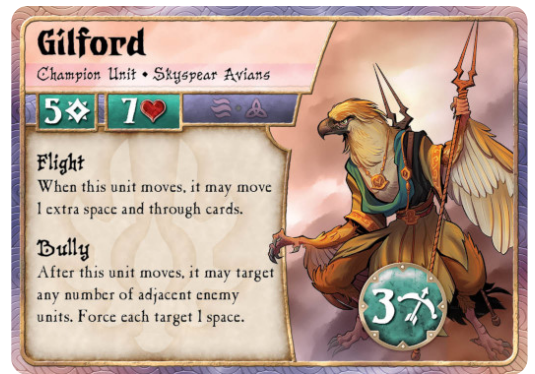 Gilford
Champion Unit • Skyspear Avians
5 7
Flight
When this unit moves, it may move
1 extra space and through cards.
Bully
After this unit moves, it may target
any number of adjacent enemy
units. Force each target 1 space.
3